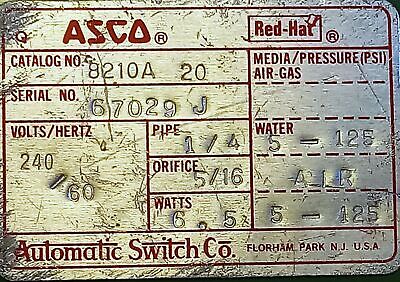 Q ASCO® Red-Hat®
CATALOG NO. 8210A 20
SERIAL NO. 67029 J
MEDIA/PRESSURE(PSI)
AIR-GAS
VOLTS/HERTZ
240
/60
PIPE
1/4
ORIFICE
5/16
WATTS
6.5
WATER
5 - 125
AIR
5 - 125
Automatic Switch Co. FLORHAM PARK N.J. U.S.A.